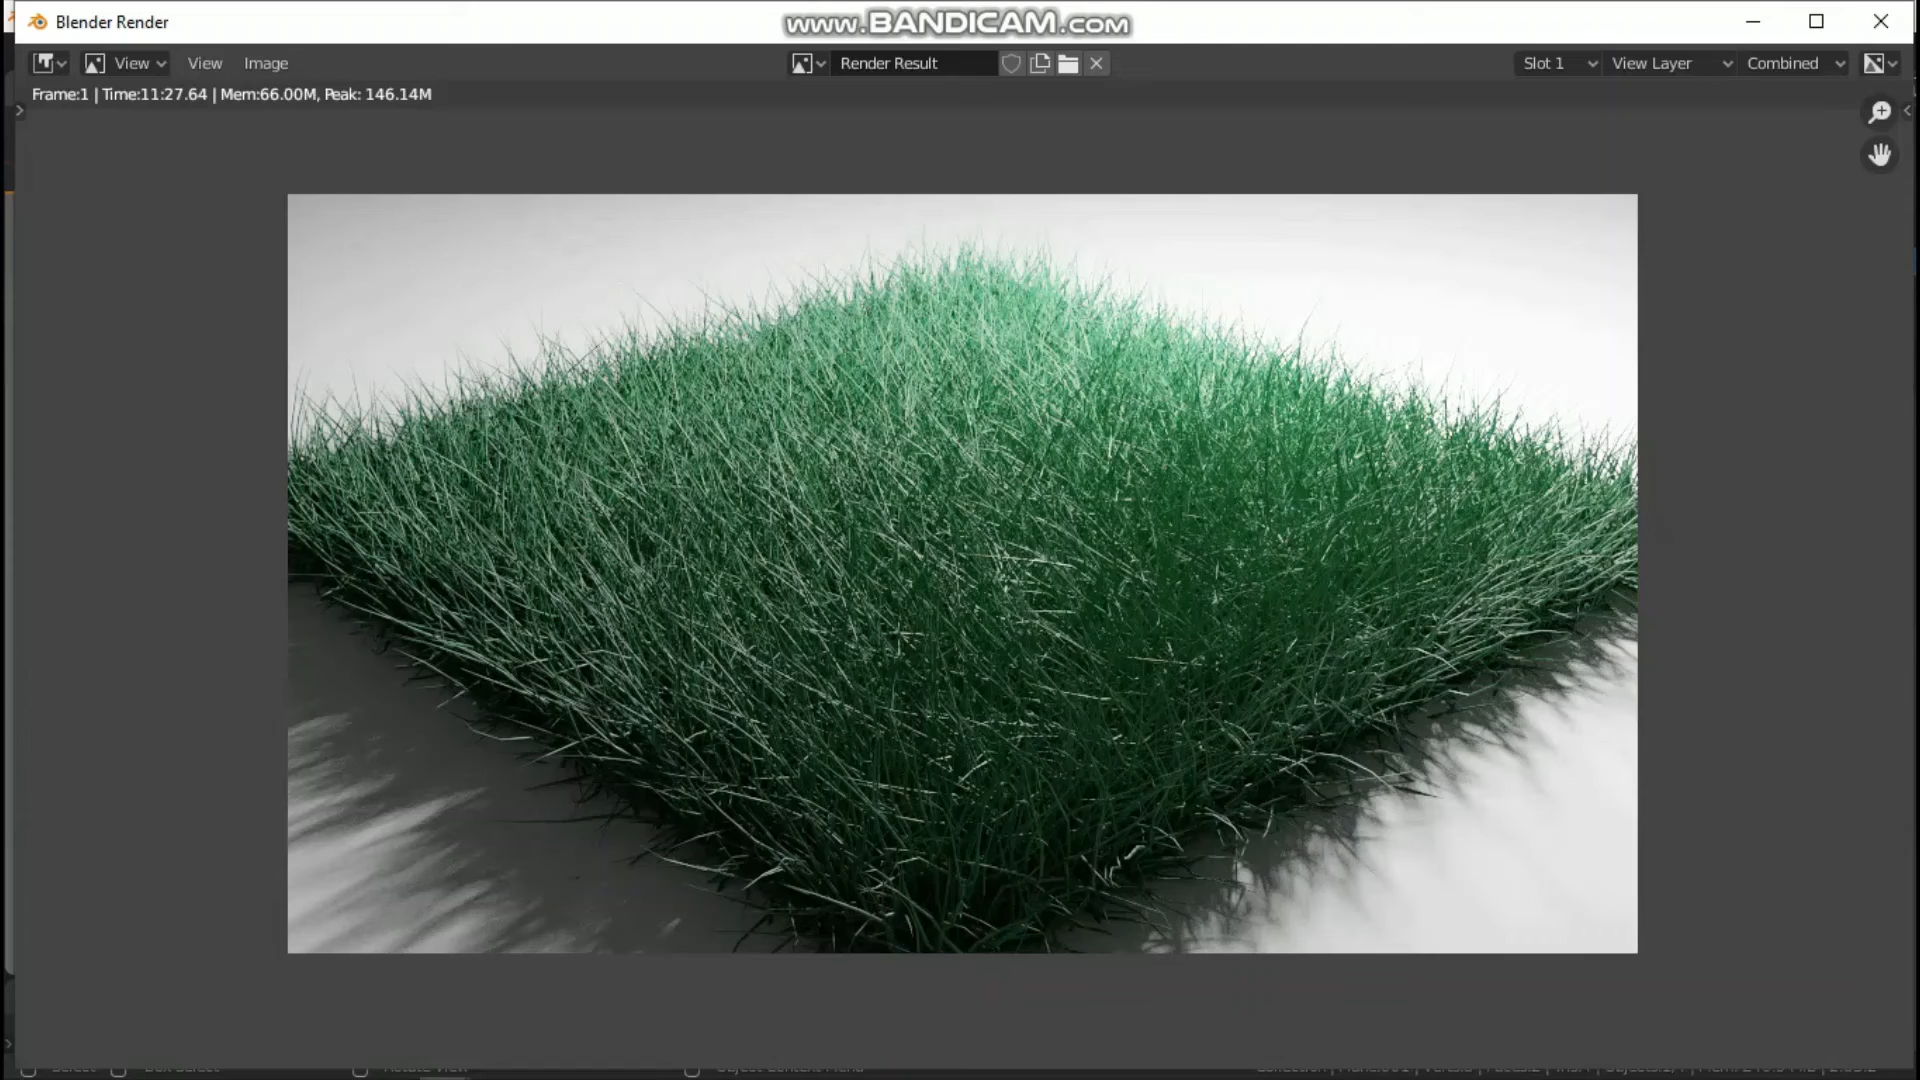 Blender Render
www.BANDICAM.com
View View Image Render Result Slot 1 View Layer Combined
Frame:1 | Time:11:27.64 | Mem:66.00M, Peak: 146.14M